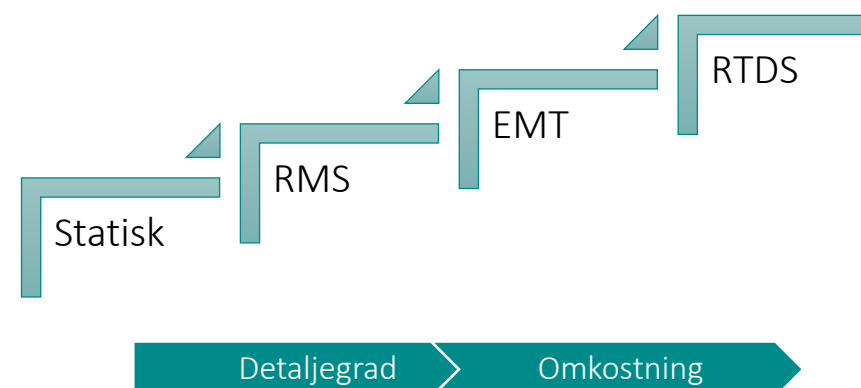 Statisk
RMS
EMT
RTDS
Detaljegrad
Omkostning